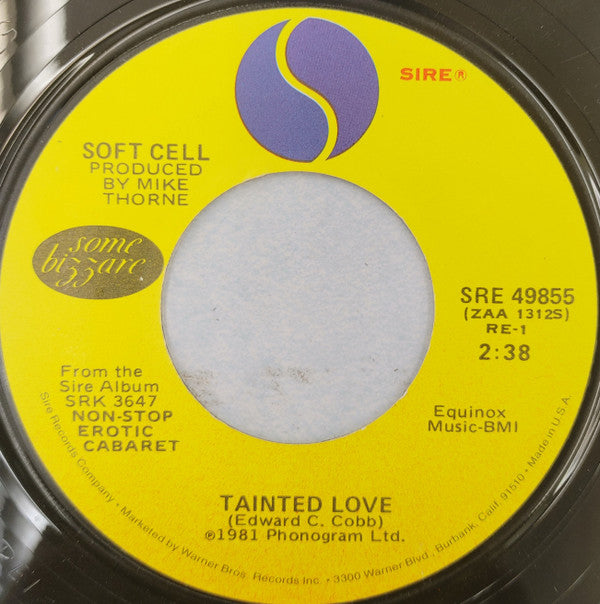 SIRE®
SOFT CELL
PRODUCED
BY MIKE
THORNE
some
bizzare
SRE 49855
(ZAA 1312S)
RE-1
2:38
From the
Sire Album
SRK 3647
NON-STOP
EROTIC
CABARET
Equinox
Music-BMI
TAINTED LOVE
(Edward C. Cobb)
℗1981 Phonogram Ltd.
Sire Records Company • Marketed by Warner Bros. Records Inc. • 3300 Warner Blvd., Burbank, Calif. 91510 • Made in U.S.A.